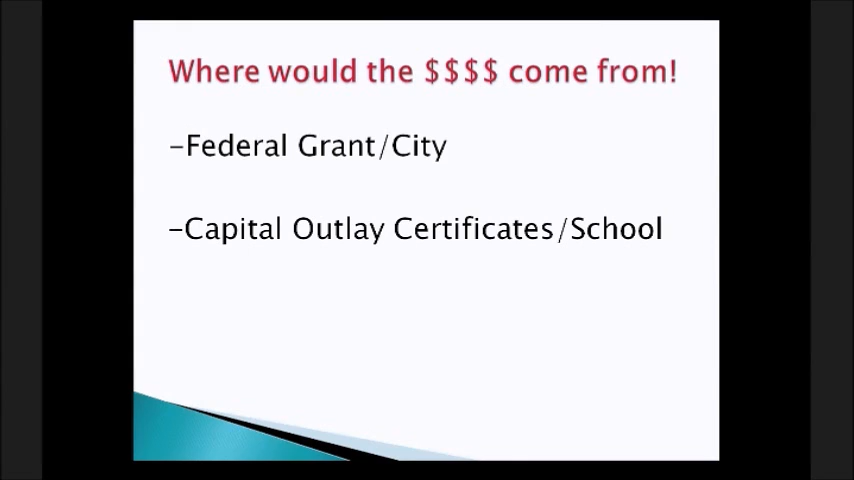 Where would the $$$$ come from!
-Federal Grant/City
-Capital Outlay Certificates/School